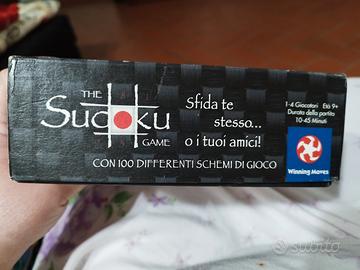 THE
Sudoku
GAME
Sfida te
stesso...
o i tuoi amici!
CON 100 DIFFERENTI SCHEMI DI GIOCO
1-4 Giocatori Età 9+
Durata della partita
10-45 Minuti
Winning Moves
subito